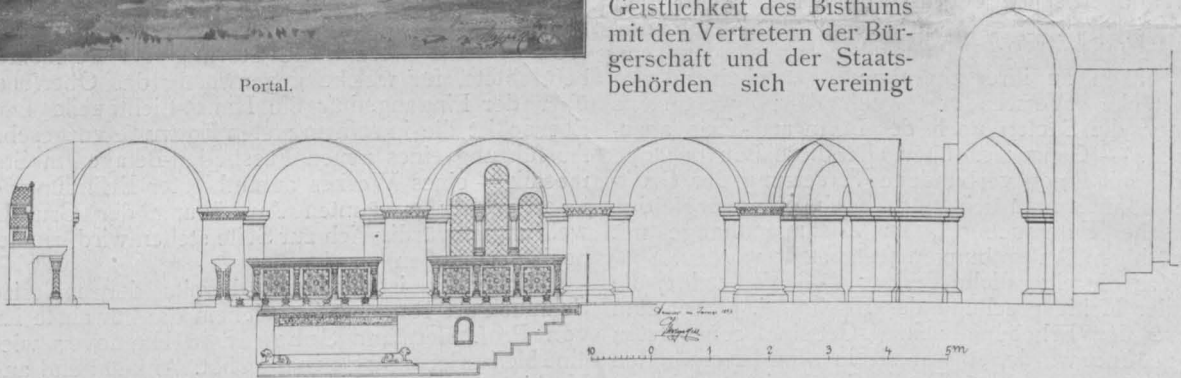 Portal.
Geistlichkeit des Bisthums
mit den Vertretern der Bür-
gerschaft und der Staats-
behörden sich vereinigt
10 0 1 2 3 4 5m